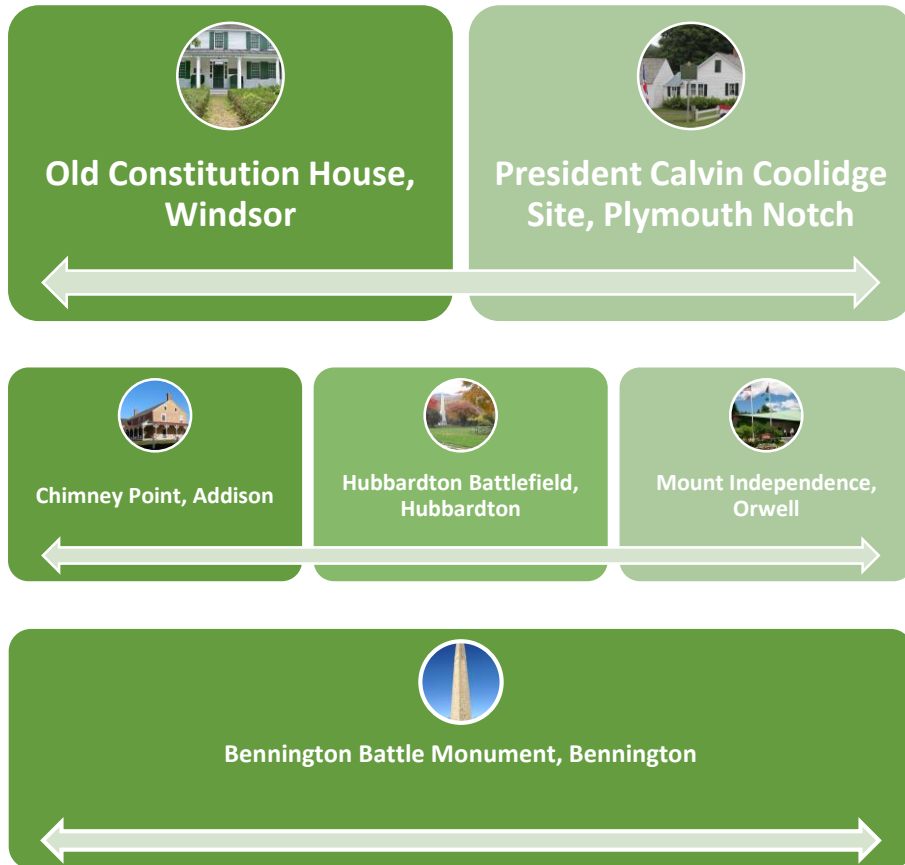 Old Constitution House,
Windsor
President Calvin Coolidge
Site, Plymouth Notch
Chimney Point, Addison
Hubbardton Battlefield,
Hubbardton
Mount Independence,
Orwell
Bennington Battle Monument, Bennington